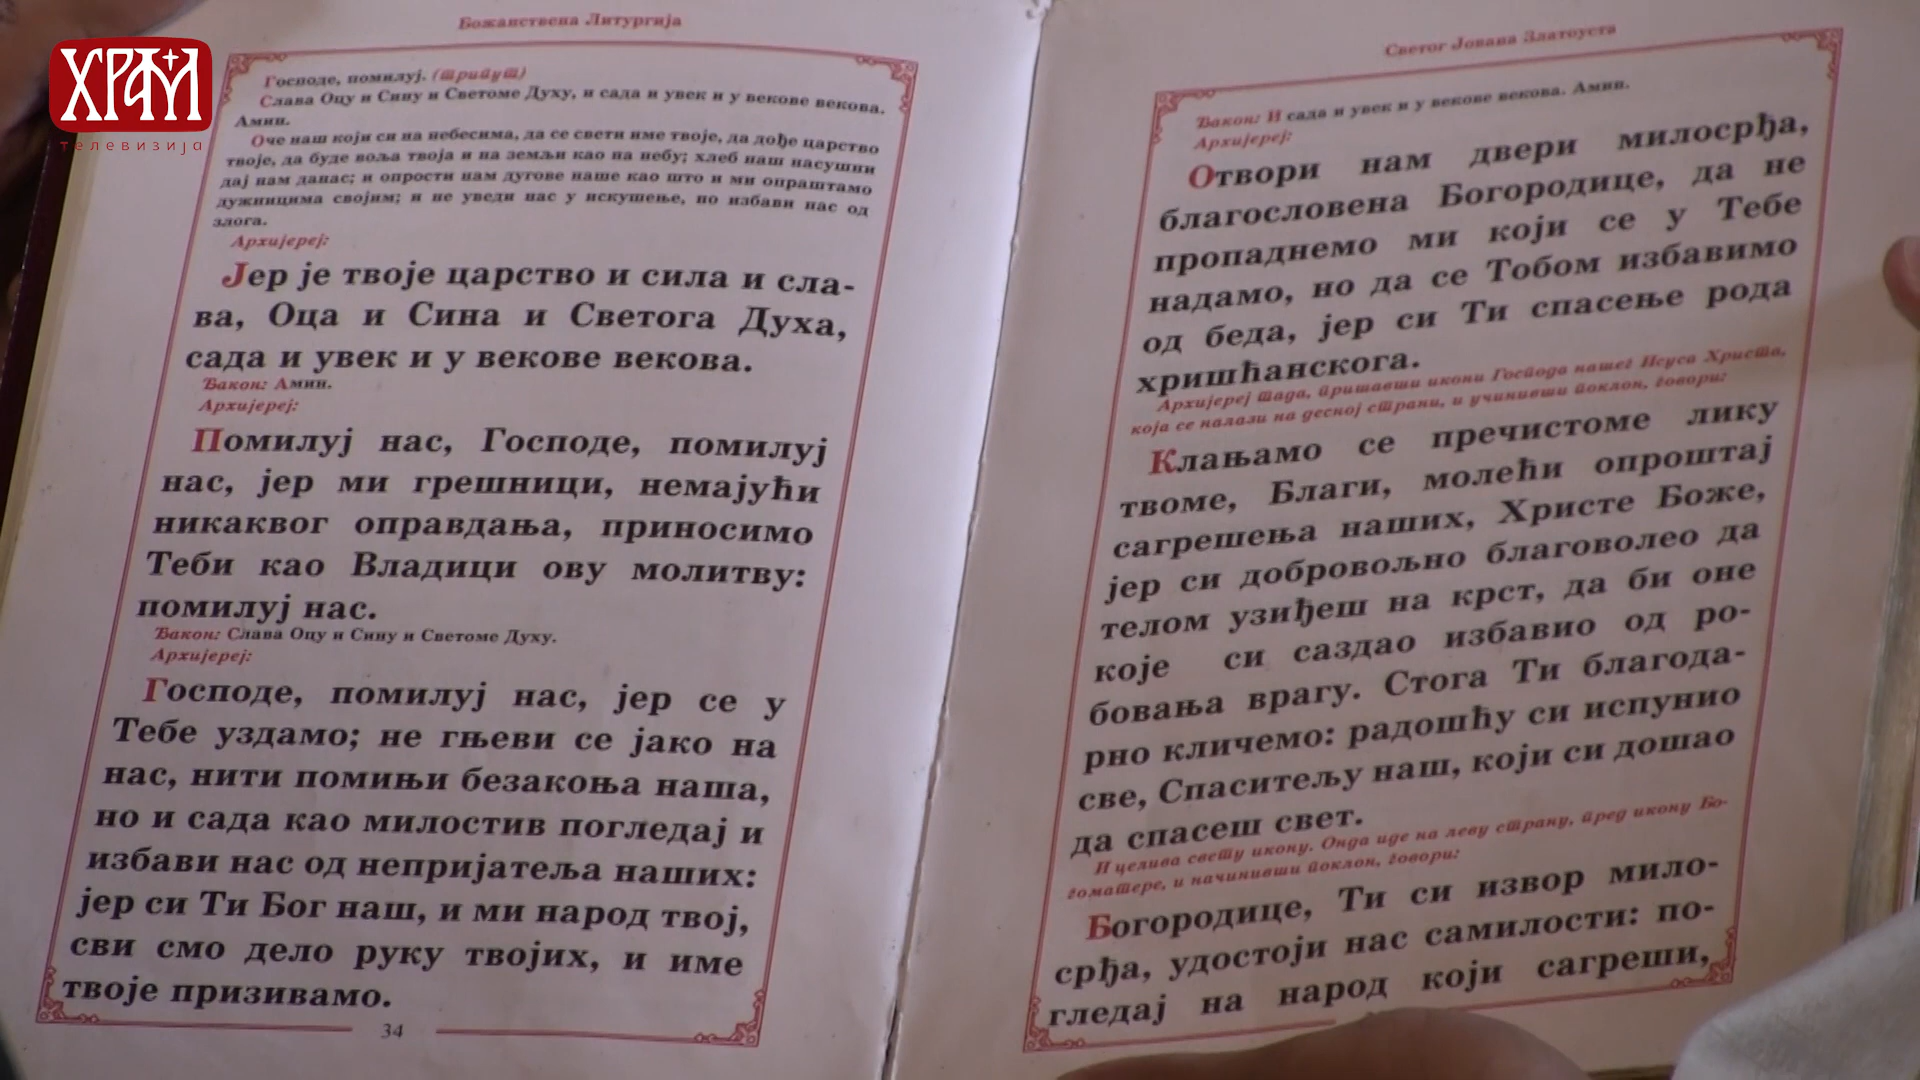 ХРАМ
телевизија
Божанствена Литургија
Господе, помилуј. (трипут)
Слава Оцу и Сину и Светоме Духу, и сада и увек и у векове векова.
Амин.
Оче наш који си на небесима, да се свети име твоје, да дође царство
твоје, да буде воља твоја и на земљи као на небу; хлеб наш насушни
дај нам данас; и опрости нам дугове наше као што и ми опраштамо
дужницима својим; и не уведи нас у искушење, но избави нас од
злога.
Архијереј:
Јер је твоје царство и сила и сла-
ва, Оца и Сина и Светога Духа,
сада и увек и у векове векова.
Ђакон: Амин.
Архијереј:
Помилуј нас, Господе, помилуј
нас, јер ми грешници, немајући
никаквог оправдања, приносимо
Теби као Владици ову молитву:
помилуј нас.
Ђакон: Слава Оцу и Сину и Светоме Духу.
Архијереј:
Господе, помилуј нас, јер се у
Тебе уздамо; не гњеви се јако на
нас, нити помињи безакоња наша,
но и сада као милостив погледај и
избави нас од непријатеља наших:
јер си Ти Бог наш, и ми народ твој,
сви смо дело руку твојих, и име
твоје призивамо.
34
Светог Јована Златоуста
Ђакон: И сада и увек и у векове векова. Амин.
Архијереј:
Отвори нам двери милосрђа,
благословена Богородице, да не
пропаднемо ми који се у Тебе
надамо, но да се Тобом избавимо
од беда, јер си Ти спасење рода
хришћанскога.
Архијереј тада, пришавши икони Господа нашег Исуса Христа,
која се налази на десној страни, и учинивши поклон, говори:
Клањамо се пречистоме лику
твоме, Благи, молећи опроштај
сагрешења наших, Христе Боже,
јер си добровољно благоволео да
телом узиђеш на крст, да би оне
које си саздао избавио од ро-
бовања врагу. Стога Ти благода-
рно кличемо: радошћу си испунио
све, Спаситељу наш, који си дошао
да спасеш свет.
И целива свету икону. Онда иде на леву страну, пред икону Бо-
гоматере, и начинивши поклон, говори:
Богородице, Ти си извор мило-
срђа, удостоји нас самилости: по-
гледај на народ који сагреши,